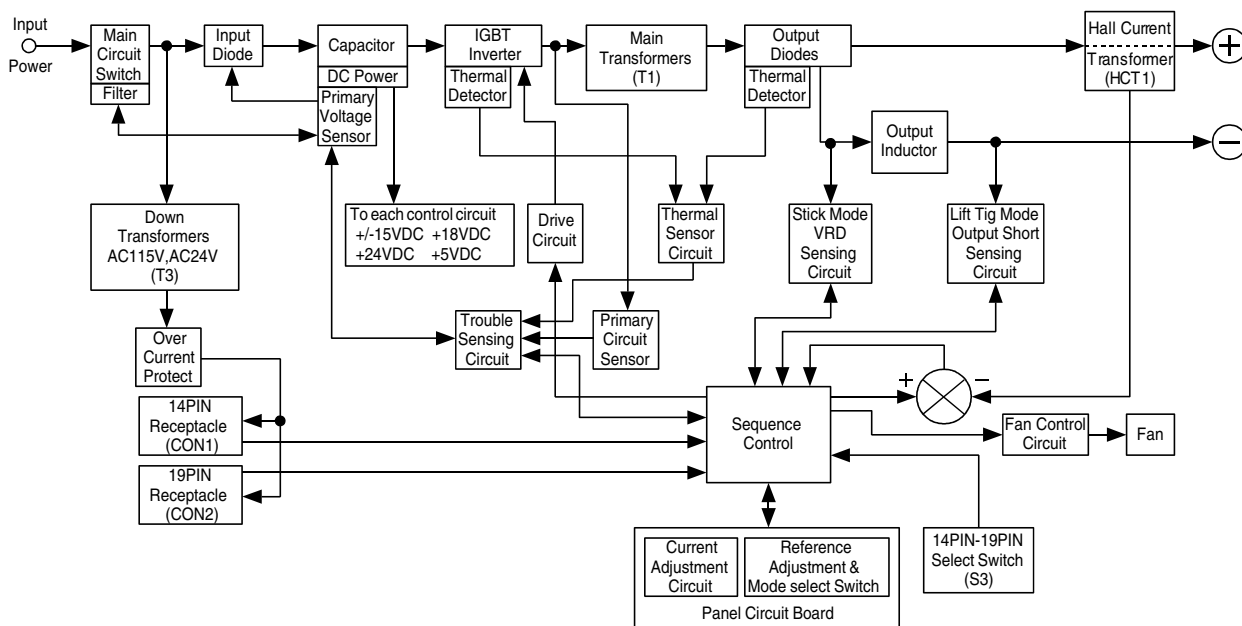 Input
Power
Main
Circuit
Switch
Filter
Input
Diode
Capacitor
DC Power
Primary
Voltage
Sensor
IGBT
Inverter
Thermal
Detector
Main
Transformers
(T1)
Output
Diodes
Thermal
Detector
Hall Current
Transformer
(HCT1)
+
Output
Inductor
−
Down
Transformers
AC115V,AC24V
(T3)
To each control circuit
+/-15VDC +18VDC
+24VDC +5VDC
Drive
Circuit
Thermal
Sensor
Circuit
Stick Mode
VRD
Sensing
Circuit
Lift Tig Mode
Output Short
Sensing
Circuit
Over
Current
Protect
Trouble
Sensing
Circuit
Primary
Circuit
Sensor
+
−
14PIN
Receptacle
(CON1)
Sequence
Control
Fan Control
Circuit
Fan
19PIN
Receptacle
(CON2)
Current
Adjustment
Circuit
Reference
Adjustment &
Mode select Switch
Panel Circuit Board
14PIN-19PIN
Select Switch
(S3)